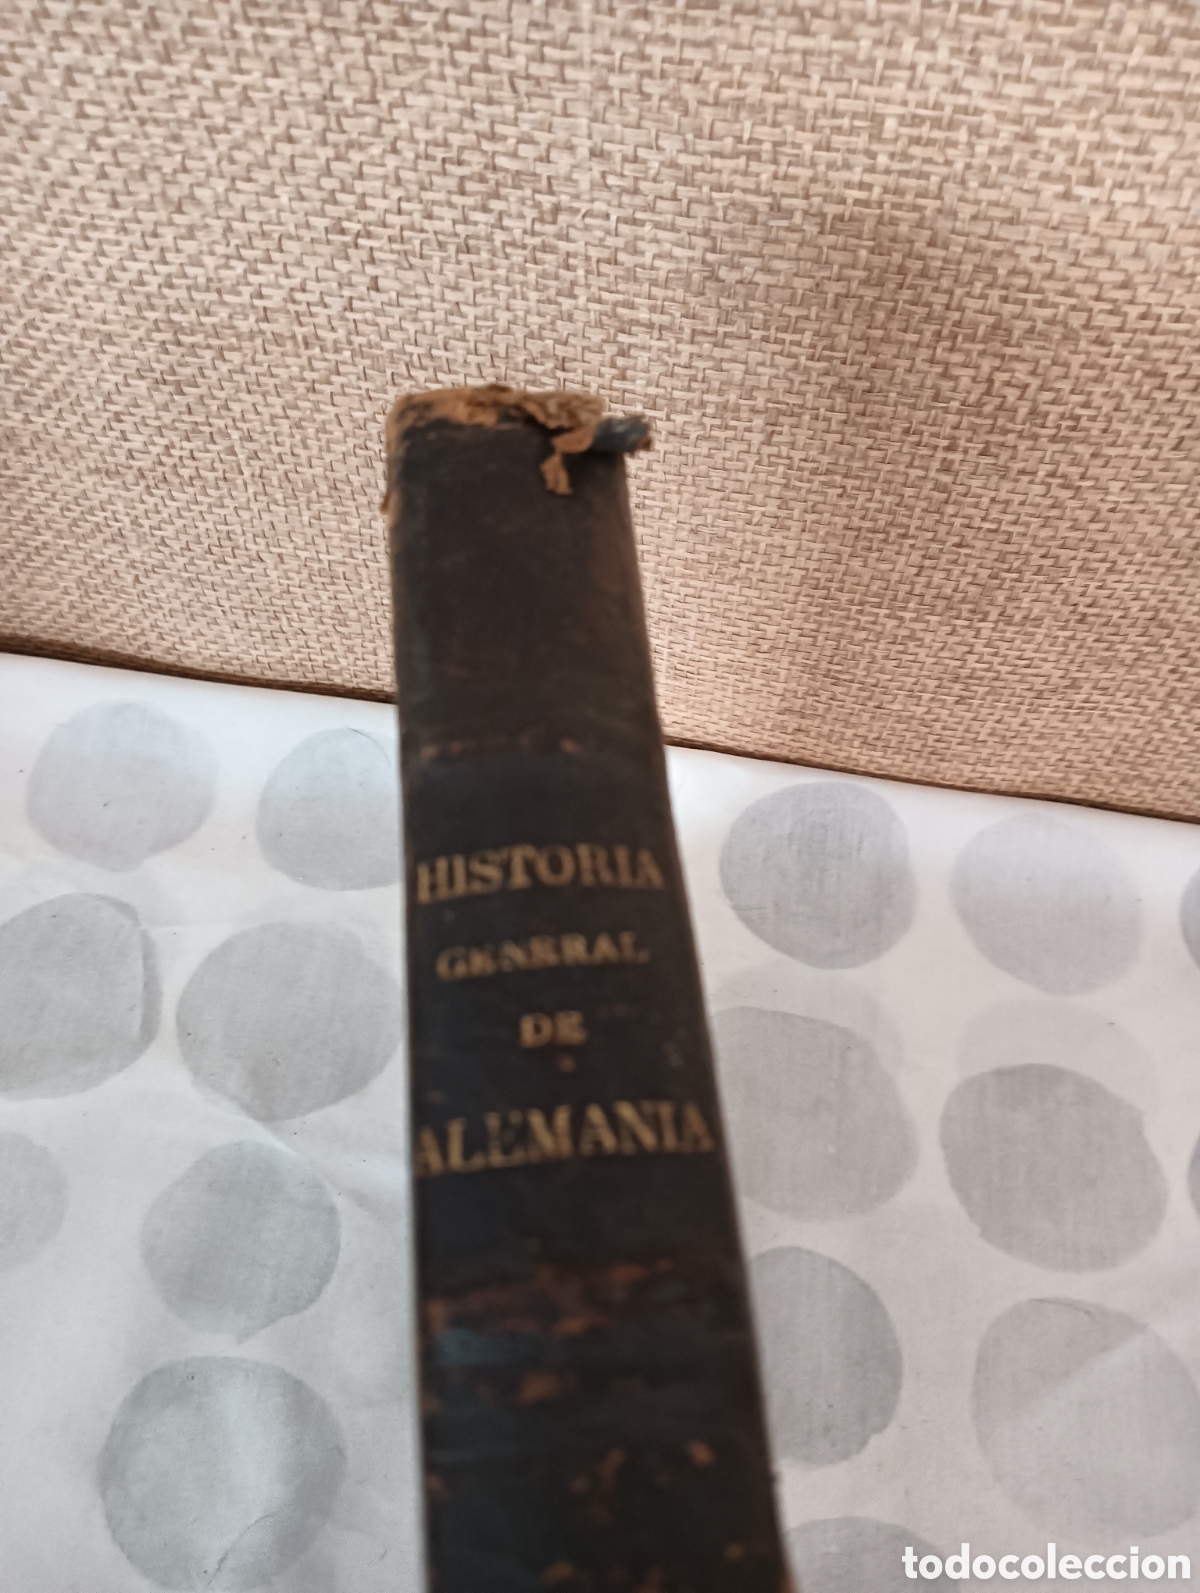 HISTORIA
GENERAL
DE
ALEMANIA
todocoleccion